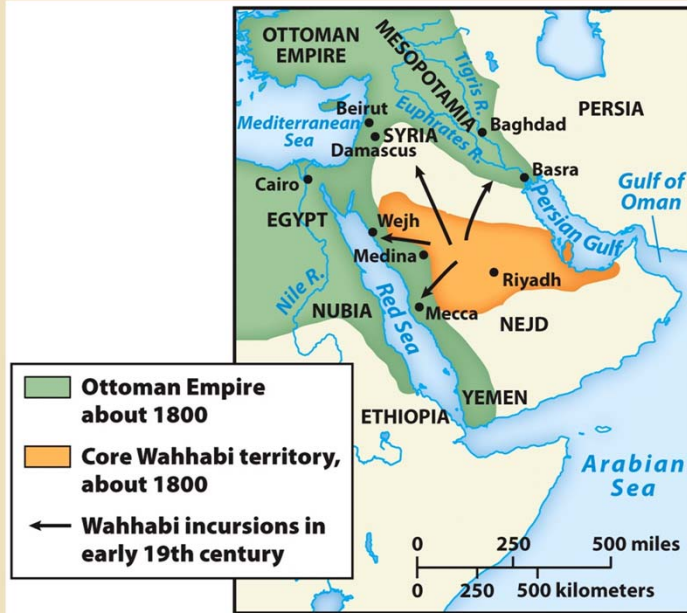 OTTOMAN
EMPIRE
MESOPOTAMIA
Tigris R.
PERSIA
Beirut
Mediterranean
Sea
SYRIA
Euphrates R.
Baghdad
Damascus
Cairo
Basra
Gulf of
Oman
EGYPT
Wejh
Persian Gulf
Medina
Riyadh
Nile R.
Red Sea
NUBIA
Mecca
NEJD
YEMEN
ETHIOPIA
Arabian
Sea
Ottoman Empire
about 1800
Core Wahhabi territory,
about 1800
Wahhabi incursions in
early 19th century
0 250 500 miles
0 250 500 kilometers